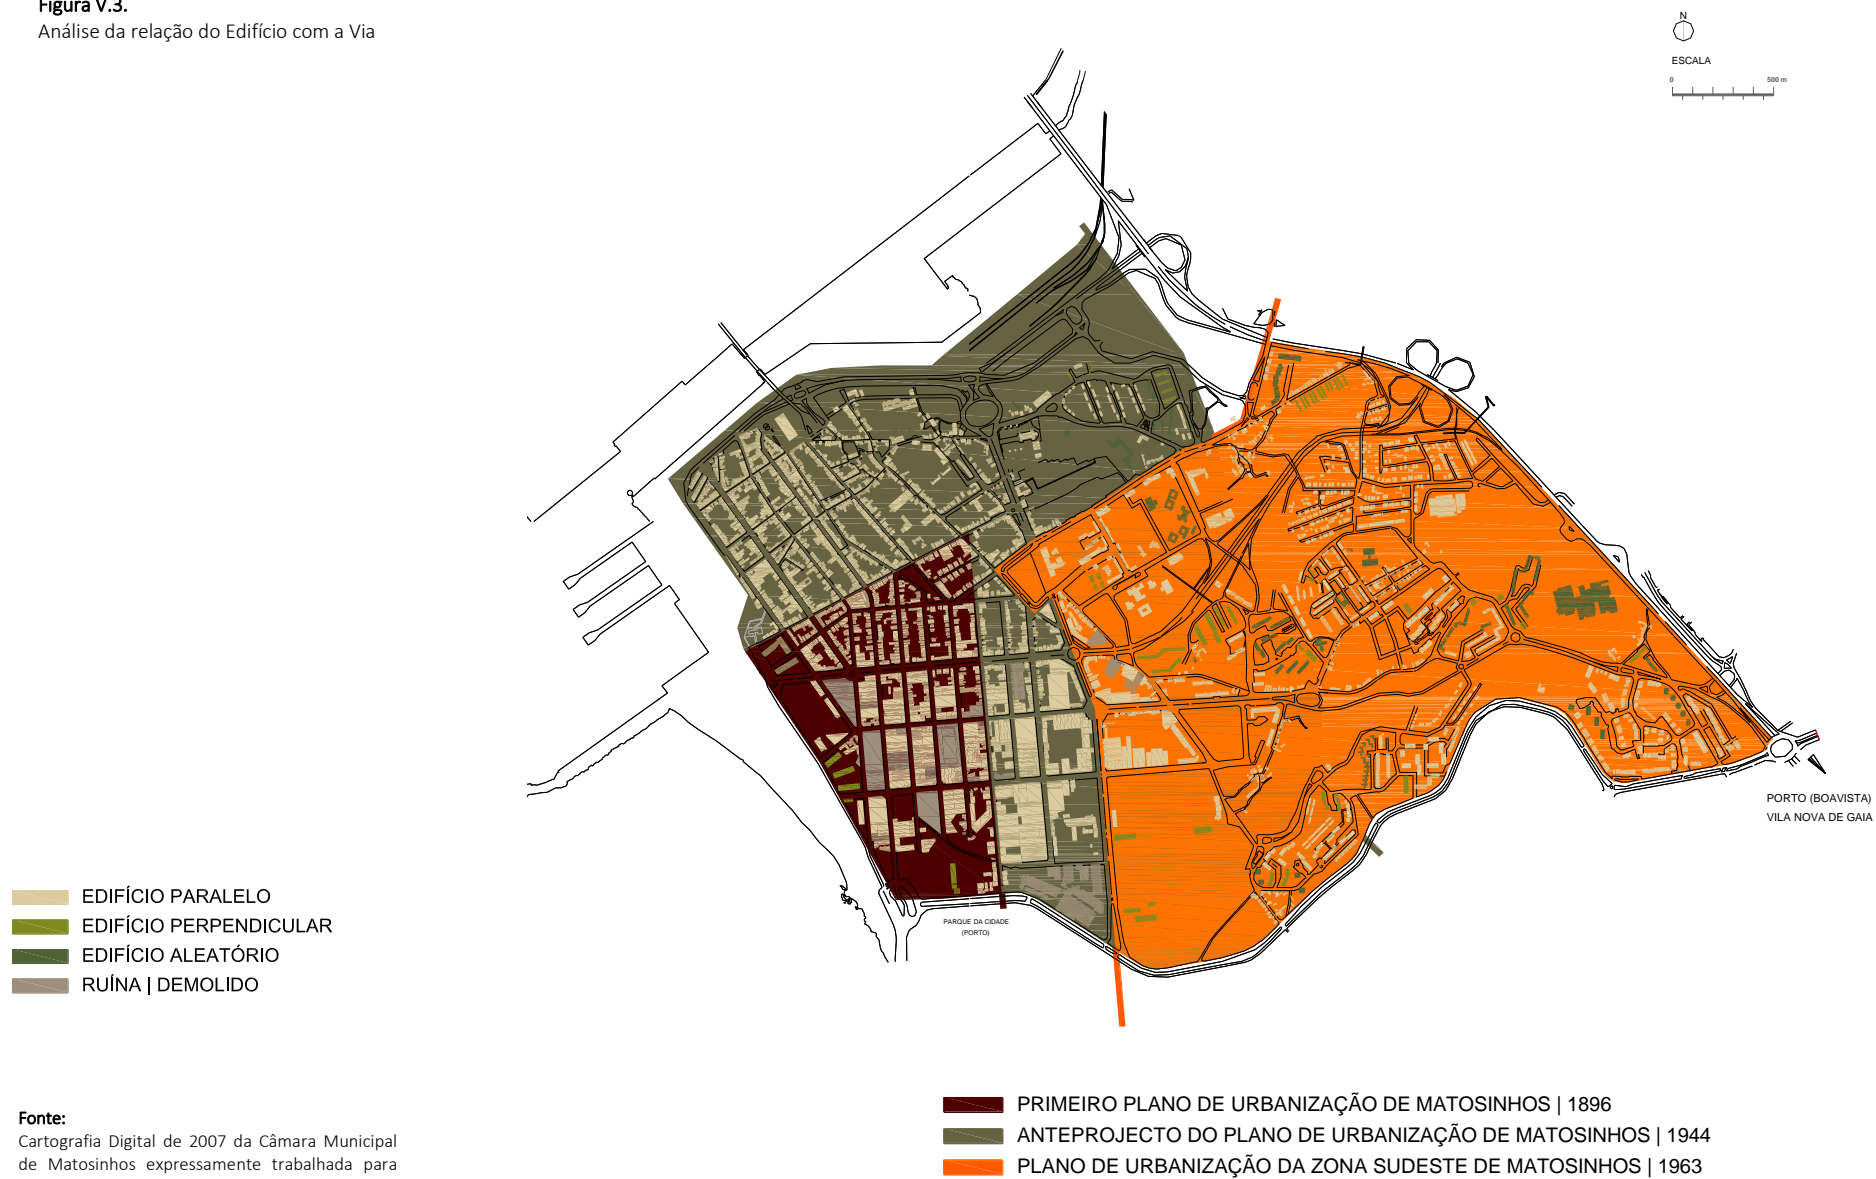 Figura V.3.
Análise da relação do Edifício com a Via
N
ESCALA
0 500 m
PORTO (BOAVISTA)
VILA NOVA DE GAIA
PARQUE DA CIDADE
(PORTO)
EDIFÍCIO PARALELO
EDIFÍCIO PERPENDICULAR
EDIFÍCIO ALEATÓRIO
RUÍNA | DEMOLIDO
Fonte:
Cartografia Digital de 2007 da Câmara Municipal
de Matosinhos expressamente trabalhada para
PRIMEIRO PLANO DE URBANIZAÇÃO DE MATOSINHOS | 1896
ANTEPROJECTO DO PLANO DE URBANIZAÇÃO DE MATOSINHOS | 1944
PLANO DE URBANIZAÇÃO DA ZONA SUDESTE DE MATOSINHOS | 1963